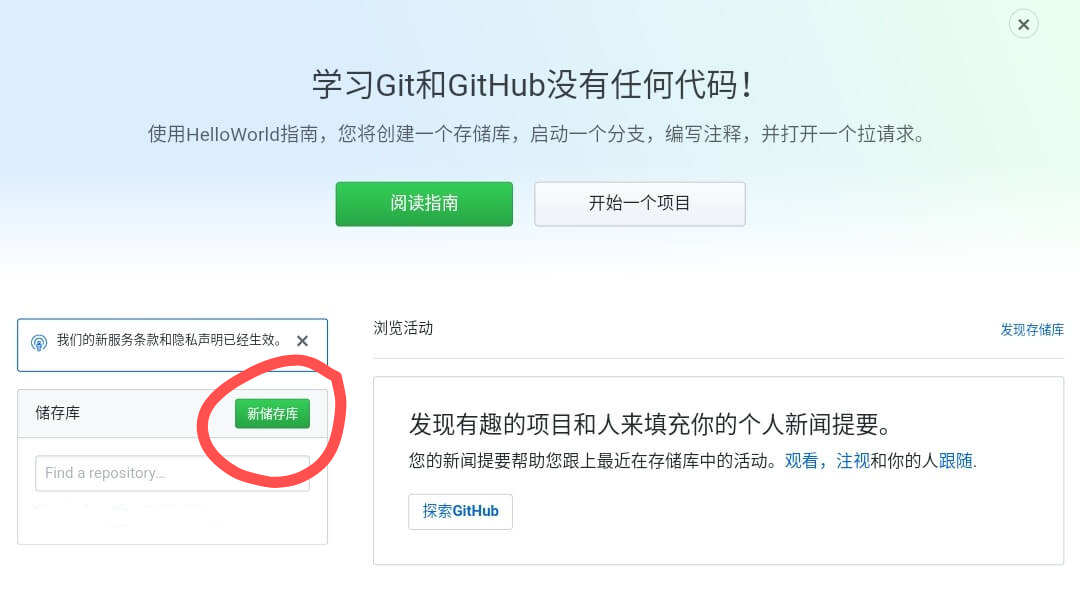 学习Git和GitHub没有任何代码！
使用HelloWorld指南，您将创建一个存储库，启动一个分支，编写注释，并打开一个拉请求。
阅读指南
开始一个项目
我们的新服务条款和隐私声明已经生效。
储存库
新储存库
Find a repository…
浏览活动
发现存储库
发现有趣的项目和人来填充你的个人新闻提要。
您的新闻提要帮助您跟上最近在存储库中的活动。观看，注视和你的人跟随.
探索GitHub